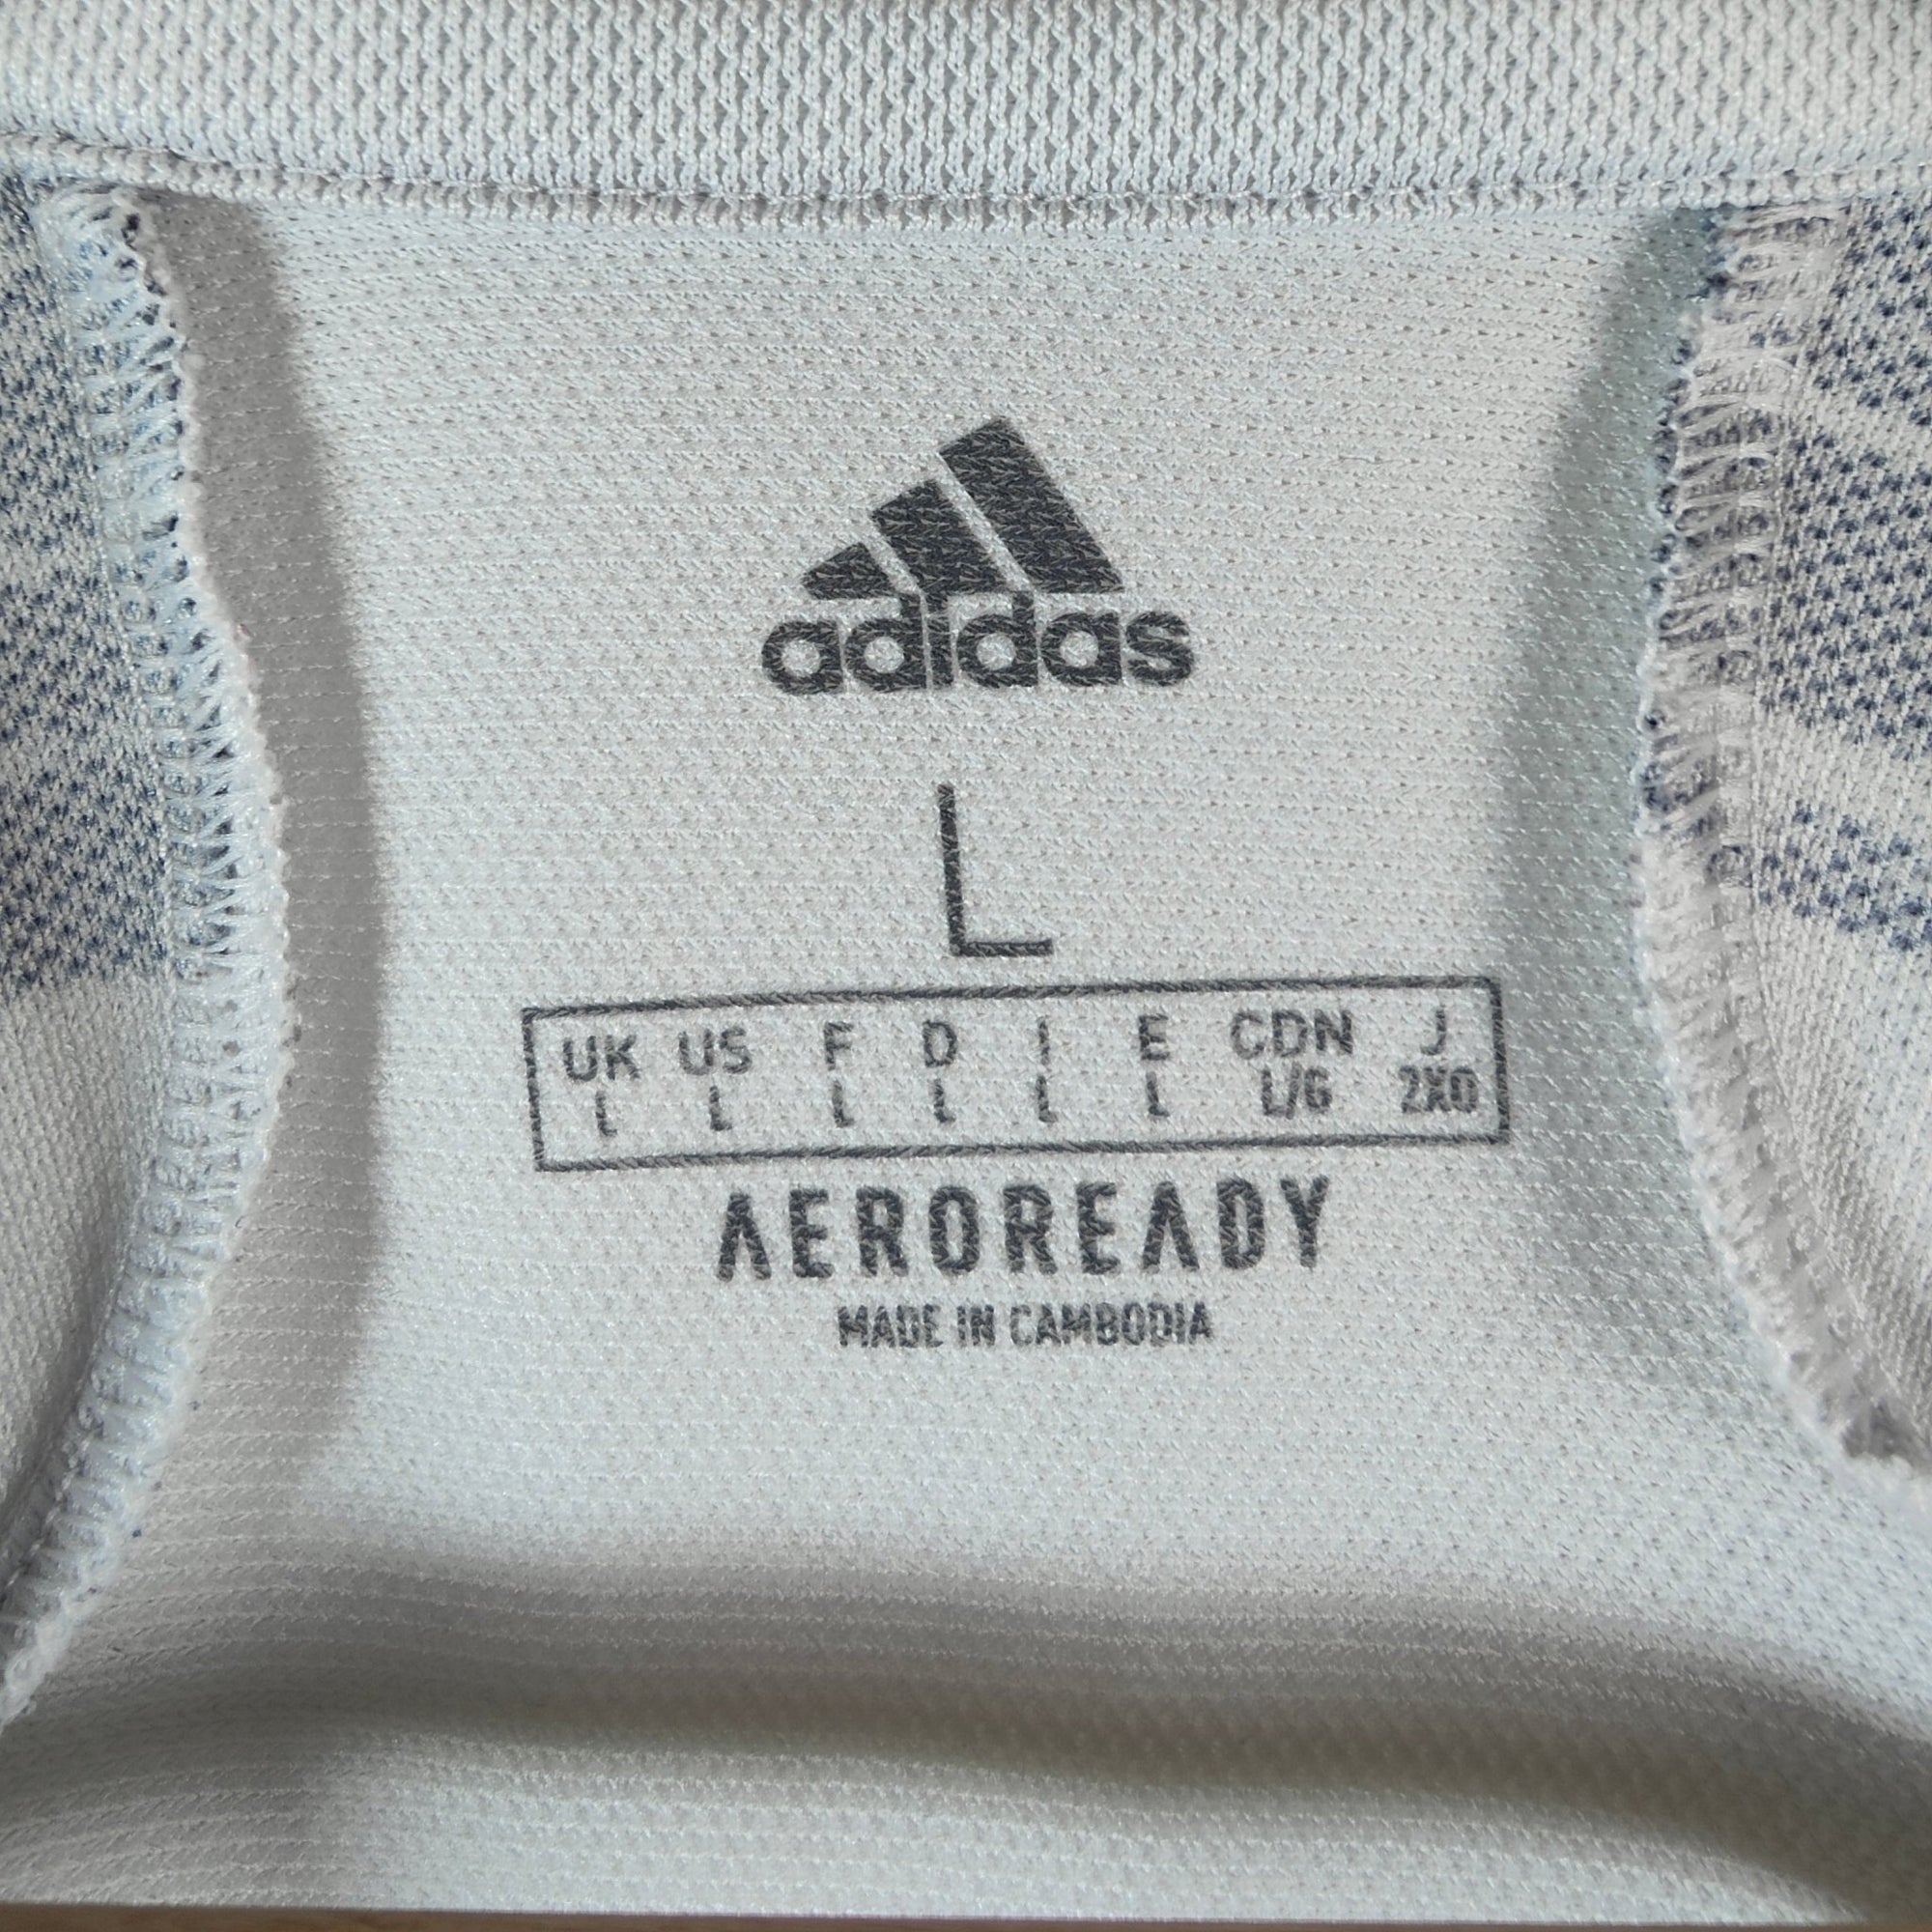 adidas
L
UK US F D I E CDN J
L L L L L L L/G 2XO
AEROREADY
MADE IN CAMBODIA